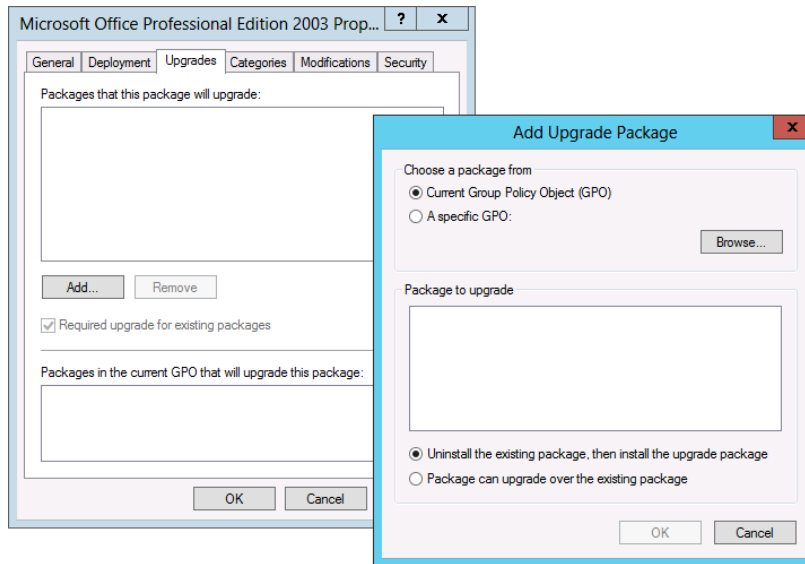 Microsoft Office Professional Edition 2003 Prop...
? x
General Deployment Upgrades Categories Modifications Security
Packages that this package will upgrade:
Add... Remove
Required upgrade for existing packages
Packages in the current GPO that will upgrade this package:
OK Cancel
Add Upgrade Package
x
Choose a package from
Current Group Policy Object (GPO)
A specific GPO:
Browse...
Package to upgrade
Uninstall the existing package, then install the upgrade package
Package can upgrade over the existing package
OK Cancel